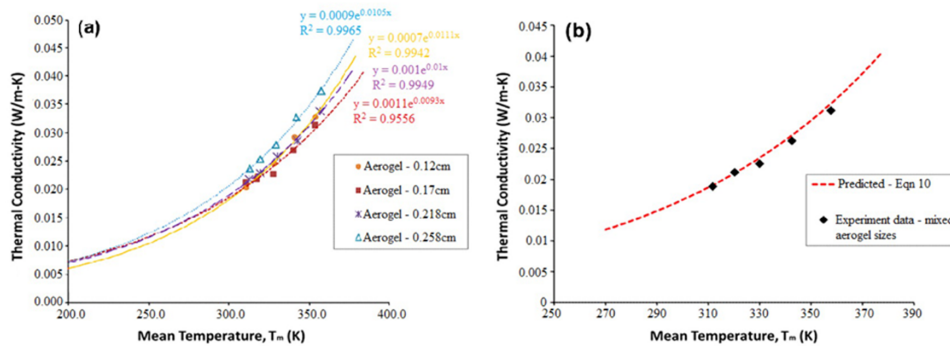 (a)
y = 0.0009e^0.0105x
R² = 0.9965
y = 0.0007e^0.0111x
R² = 0.9942
y = 0.001e^0.01x
R² = 0.9949
y = 0.0011e^0.0093x
R² = 0.9556
Thermal Conductivity (W/m-K)
0.050
0.045
0.040
0.035
0.030
0.025
0.020
0.015
0.010
0.005
0.000
200.0
250.0
300.0
350.0
400.0
Mean Temperature, Tₘ (K)
Aerogel - 0.12cm
Aerogel - 0.17cm
Aerogel - 0.218cm
Aerogel - 0.258cm
(b)
Thermal Conductivity (W/m-K)
0.045
0.04
0.035
0.03
0.025
0.02
0.015
0.01
0.005
0
250
270
290
310
330
350
370
390
Mean Temperature, Tₘ (K)
Predicted - Eqn 10
Experiment data - mixed
aerogel sizes